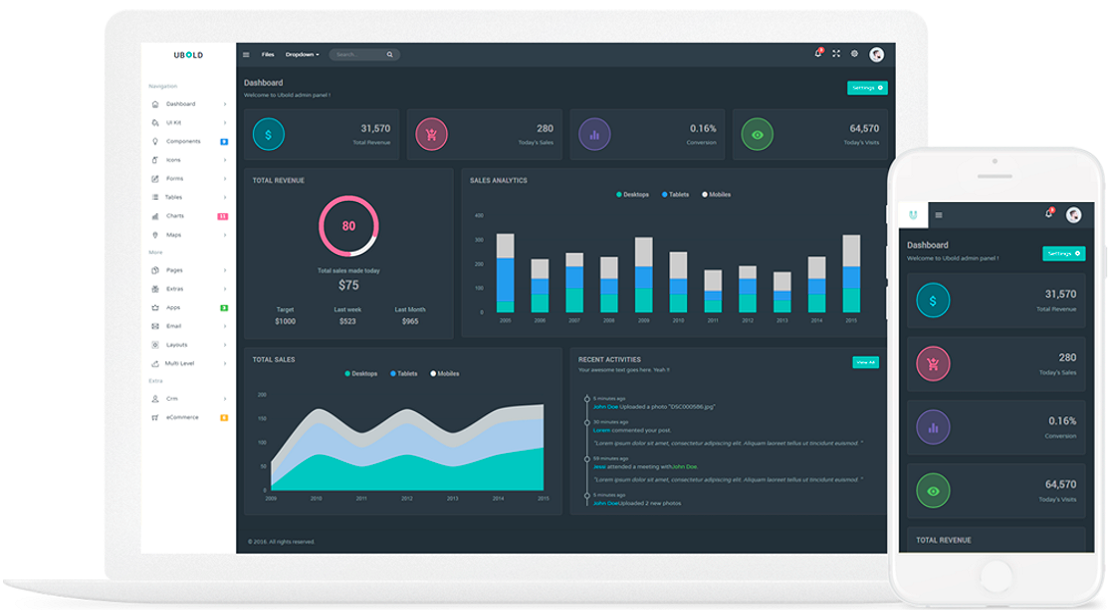 UBOLD
Files Dropdown Search...
Navigation
Dashboard
UI Kit
Components
Icons
Forms
Tables
Charts
Maps
More
Pages
Extras
Apps
Email
Layouts
Multi Level
Extra
Crm
eCommerce
Dashboard
Welcome to Ubold admin panel !
Settings
31,570
Total Revenue
280
Today's Sales
0.16%
Conversion
64,570
Today's Visits
TOTAL REVENUE
80
Total sales made today
$75
Target Last week Last Month
$1000 $523 $965
SALES ANALYTICS
Desktops Tablets Mobiles
400
300
200
100
0
2005 2006 2007 2008 2009 2010 2011 2012 2013 2014 2015
TOTAL SALES
Desktops Tablets Mobiles
200
150
100
50
0
2009 2010 2011 2012 2013 2014 2015
RECENT ACTIVITIES
Your awesome text goes here, Yeah !!
View All
5 minutes ago
John Doe Uploaded a photo "DSC000586.jpg"
30 minutes ago
Lorem commented your post.
"Lorem ipsum dolor sit amet, consectetur adipiscing elit. Aliquam laoreet tellus ut tincidunt euismod. "
59 minutes ago
Jessi attended a meeting withJohn Doe.
"Lorem ipsum dolor sit amet, consectetur adipiscing elit. Aliquam laoreet tellus ut tincidunt euismod. "
5 minutes ago
John DoeUploaded 2 new photos
© 2016. All rights reserved.
Dashboard
Welcome to Ubold admin panel !
Settings
31,570
Total Revenue
280
Today's Sales
0.16%
Conversion
64,570
Today's Visits
TOTAL REVENUE